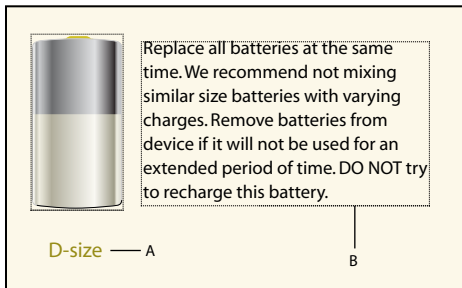 Replace all batteries at the same
time. We recommend not mixing
similar size batteries with varying
charges. Remove batteries from
device if it will not be used for an
extended period of time. DO NOT try
to recharge this battery.
D-size
A
B